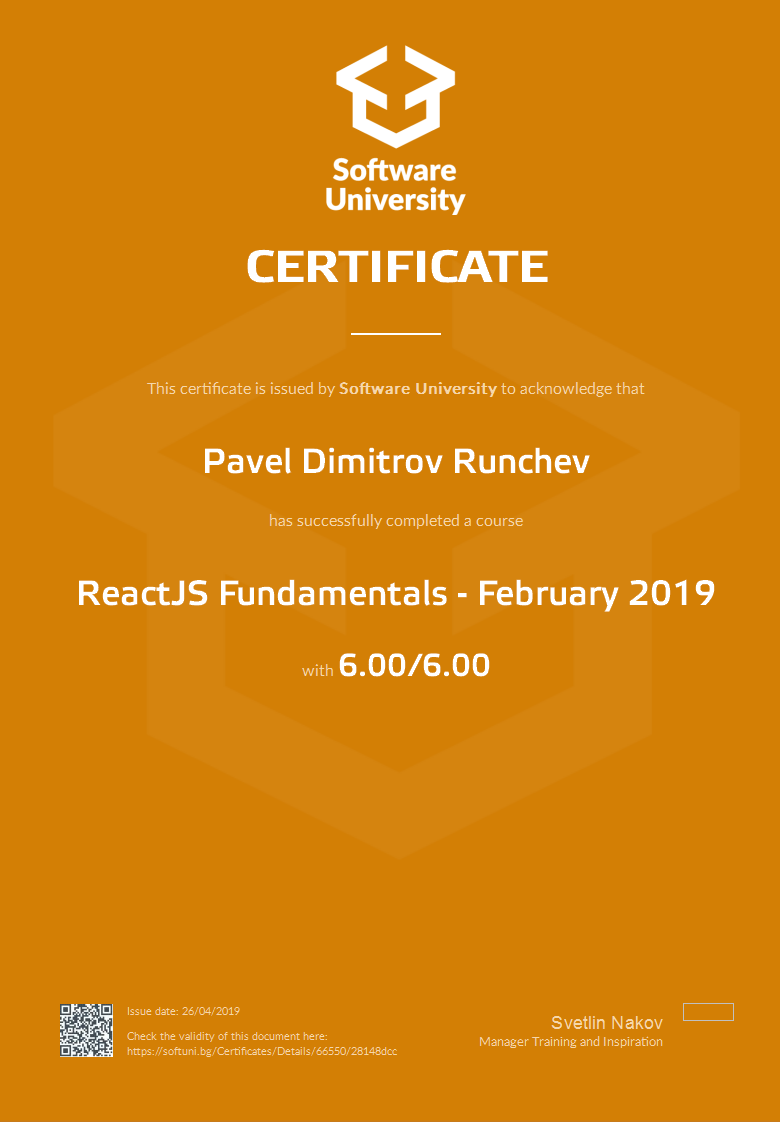 Software
University
CERTIFICATE
This certificate is issued by Software University to acknowledge that
Pavel Dimitrov Runchev
has successfully completed a course
ReactJS Fundamentals - February 2019
with 6.00/6.00
Issue date: 26/04/2019
Check the validity of this document here:
https://softuni.bg/Certificates/Details/66550/28148dcc
Svetlin Nakov
Manager Training and Inspiration